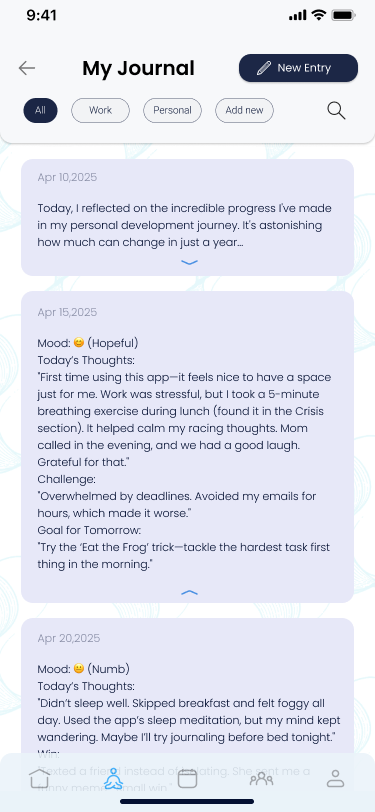 9:41
My Journal
New Entry
All
Work
Personal
Add new
Apr 10,2025
Today, I reflected on the incredible progress I've made
in my personal development journey. It's astonishing
how much can change in just a year...
Apr 15,2025
Mood: 😊 (Hopeful)
Today's Thoughts:
"First time using this app—it feels nice to have a space
just for me. Work was stressful, but I took a 5-minute
breathing exercise during lunch (found it in the Crisis
section). It helped calm my racing thoughts. Mom
called in the evening, and we had a good laugh.
Grateful for that."
Challenge:
"Overwhelmed by deadlines. Avoided my emails for
hours, which made it worse."
Goal for Tomorrow:
"Try the 'Eat the Frog' trick—tackle the hardest task first
thing in the morning."
Apr 20,2025
Mood: 😐 (Numb)
Today's Thoughts:
"Didn't sleep well. Skipped breakfast and felt foggy all
day. Used the app's sleep meditation, but my mind kept
wandering. Maybe I'll try journaling before bed tonight."
Win:
a friend instead of She sent me a
small win."